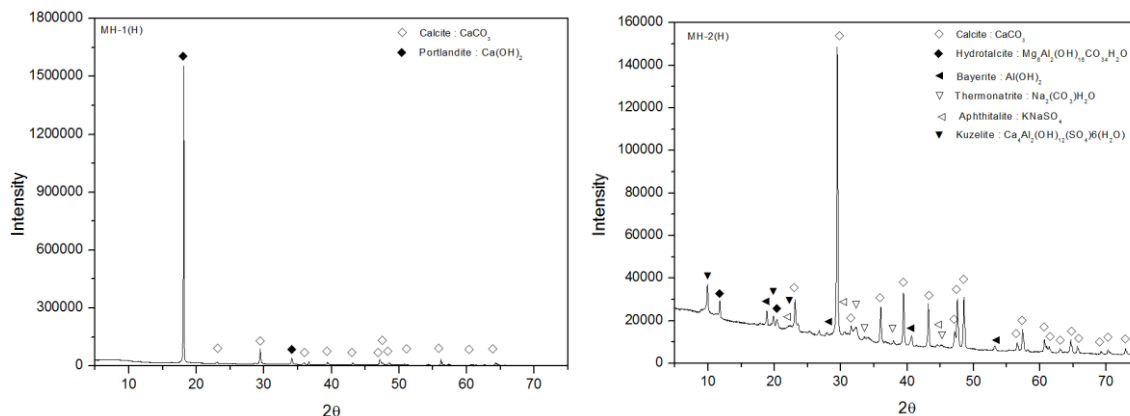 MH-1(H)
◇ Calcite : CaCO₃
◆ Portlandite : Ca(OH)₂
1800000
1500000
1200000
900000
600000
300000
0
Intensity
10 20 30 40 50 60 70
2θ
MH-2(H)
◇ Calcite : CaCO₃
◆ Hydrotalcite : Mg₆Al₂(OH)₁₆CO₃4H₂O
◀ Bayerite : Al(OH)₂
▽ Thermonatrite : Na₂(CO₃)H₂O
◁ Aphthitalite : KNaSO₄
▼ Kuzelite : Ca₄Al₂(OH)₁₂(SO₄)6(H₂O)
160000
140000
120000
100000
80000
60000
40000
20000
0
Intensity
10 20 30 40 50 60 70
2θ